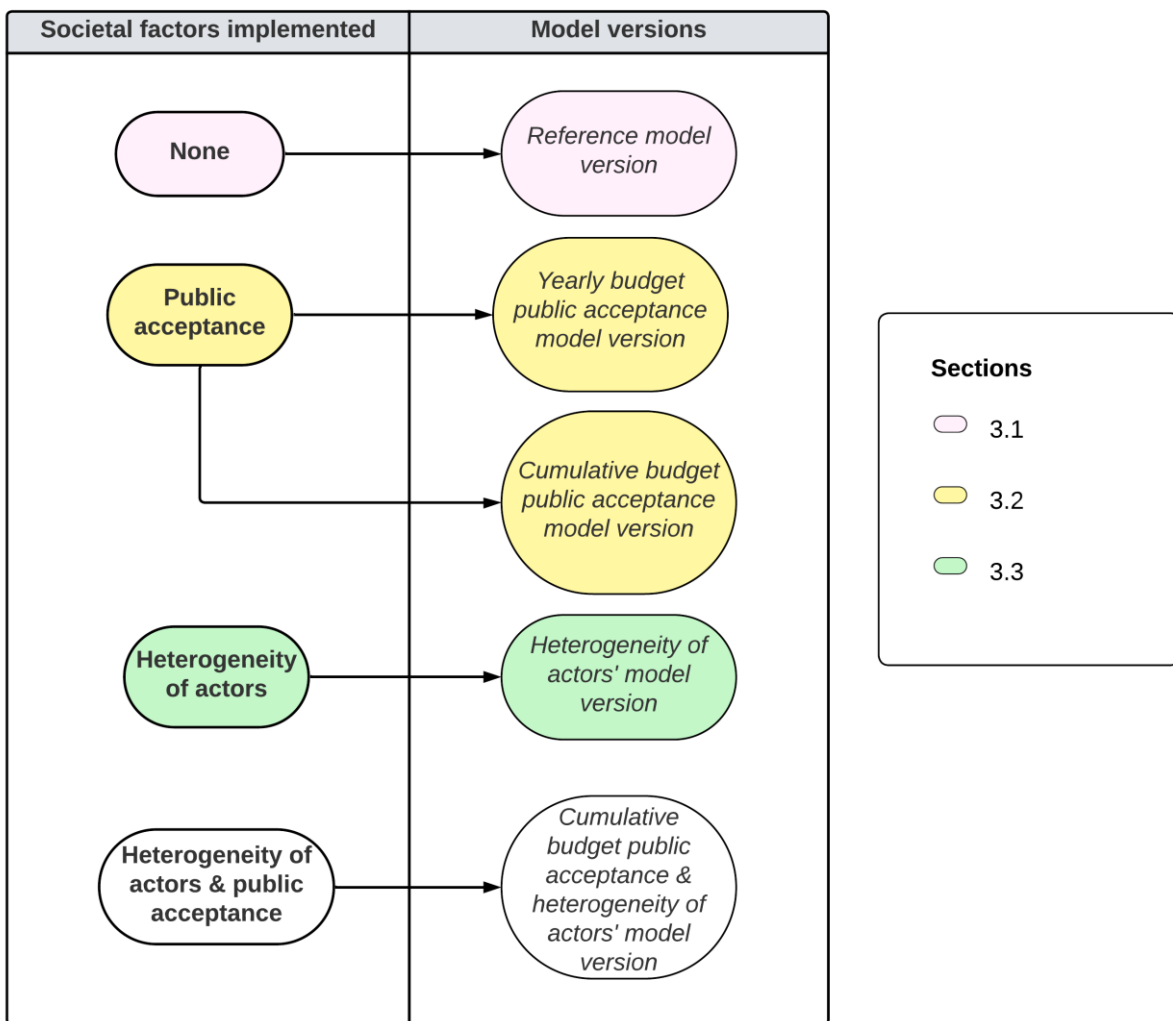 Societal factors implemented
Model versions
None
Reference model
version
Public
acceptance
Yearly budget
public acceptance
model version
Cumulative budget
public acceptance
model version
Heterogeneity
of actors
Heterogeneity of
actors' model
version
Heterogeneity of
actors & public
acceptance
Cumulative
budget public
acceptance &
heterogeneity of
actors' model
version
Sections
3.1
3.2
3.3